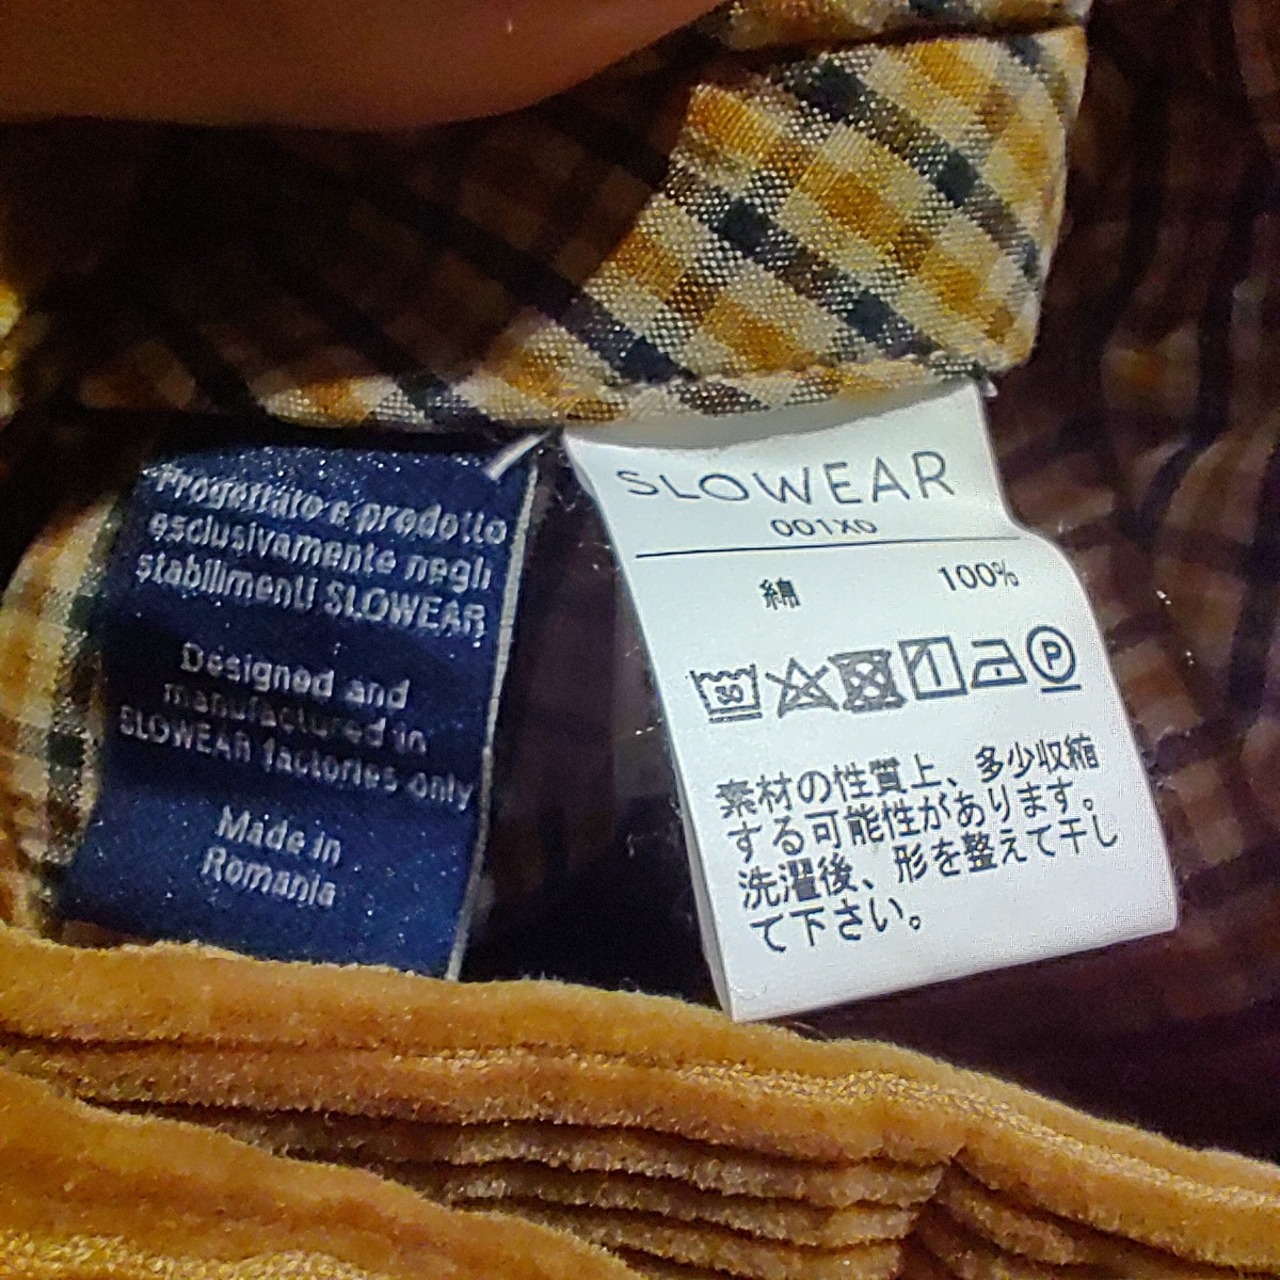 Progettato e prodotto
esclusivamente negli
stabilimenti SLOWEAR
Designed and
manufactured in
SLOWEAR factories only
Made in
Romania
SLOWEAR
001X0
綿 100%
30
P
素材の性質上、多少収縮
する可能性があります。
洗濯後、形を整えて干し
て下さい。